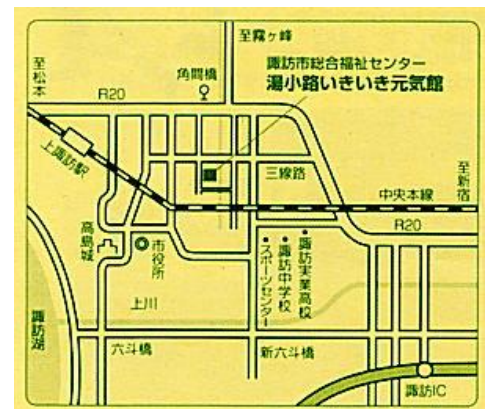 至霧ヶ峰
諏訪市総合福祉センター
湯小路いきいき元気館
至松本
角間橋
R20
上諏訪駅
三線路
至新宿
中央本線
R20
高島城
市役所
スポーツセンター
諏訪中学校
諏訪実業高校
上川
諏訪湖
六斗橋
新六斗橋
諏訪IC